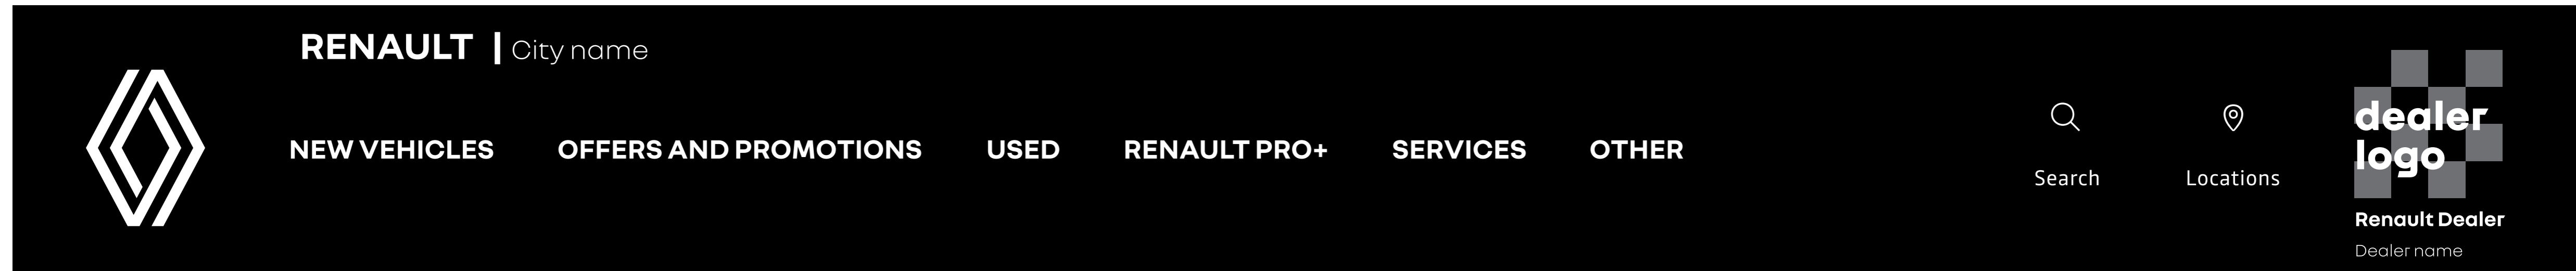 RENAULT | City name
NEW VEHICLES OFFERS AND PROMOTIONS USED RENAULT PRO+ SERVICES OTHER
Search
Locations
dealer
logo
Renault Dealer
Dealer name